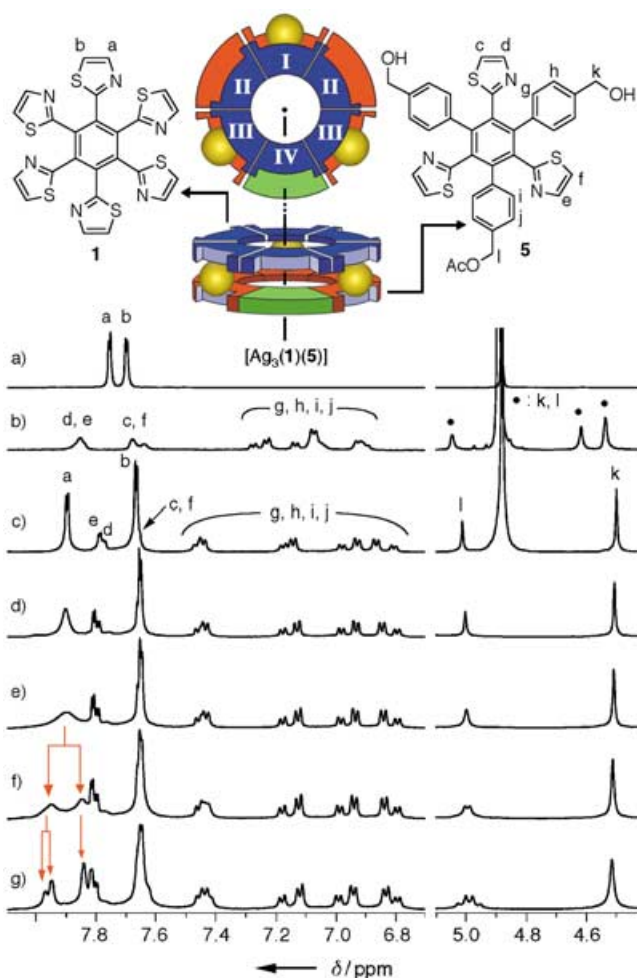 b a
S N
N S
S N
N S
S N
N S
1
I
II II
III III
IV
OH
c d
S N
g
h
k
OH
N S
S N
f
e
i
j
AcO
l
5
[Ag3(1)(5)]
a b
a)
• : k, l
b)
d, e
c, f
g, h, i, j
a
b
c, f
c)
e
d
g, h, i, j
l
k
d)
e)
f)
g)
7.8 7.6 7.4 7.2 7.0 6.8 5.0 4.8 4.6
δ / ppm